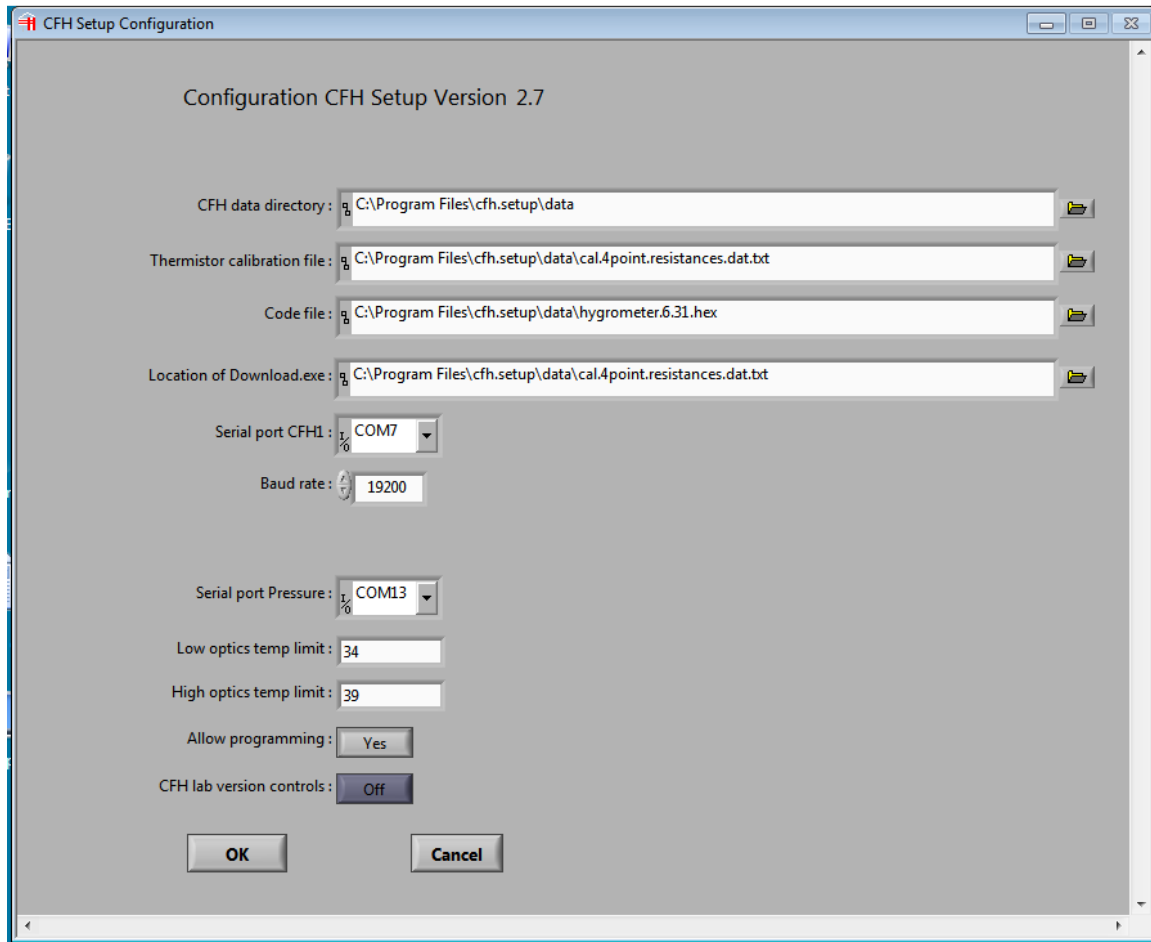 CFH Setup Configuration
Configuration CFH Setup Version 2.7
CFH data directory : C:\Program Files\cfh.setup\data
Thermistor calibration file : C:\Program Files\cfh.setup\data\cal.4point.resistances.dat.txt
Code file : C:\Program Files\cfh.setup\data\hygrometer.6.31.hex
Location of Download.exe : C:\Program Files\cfh.setup\data\cal.4point.resistances.dat.txt
Serial port CFH1 : I/O COM7
Baud rate : 19200
Serial port Pressure : I/O COM13
Low optics temp limit : 34
High optics temp limit : 39
Allow programming : Yes
CFH lab version controls : Off
OK Cancel